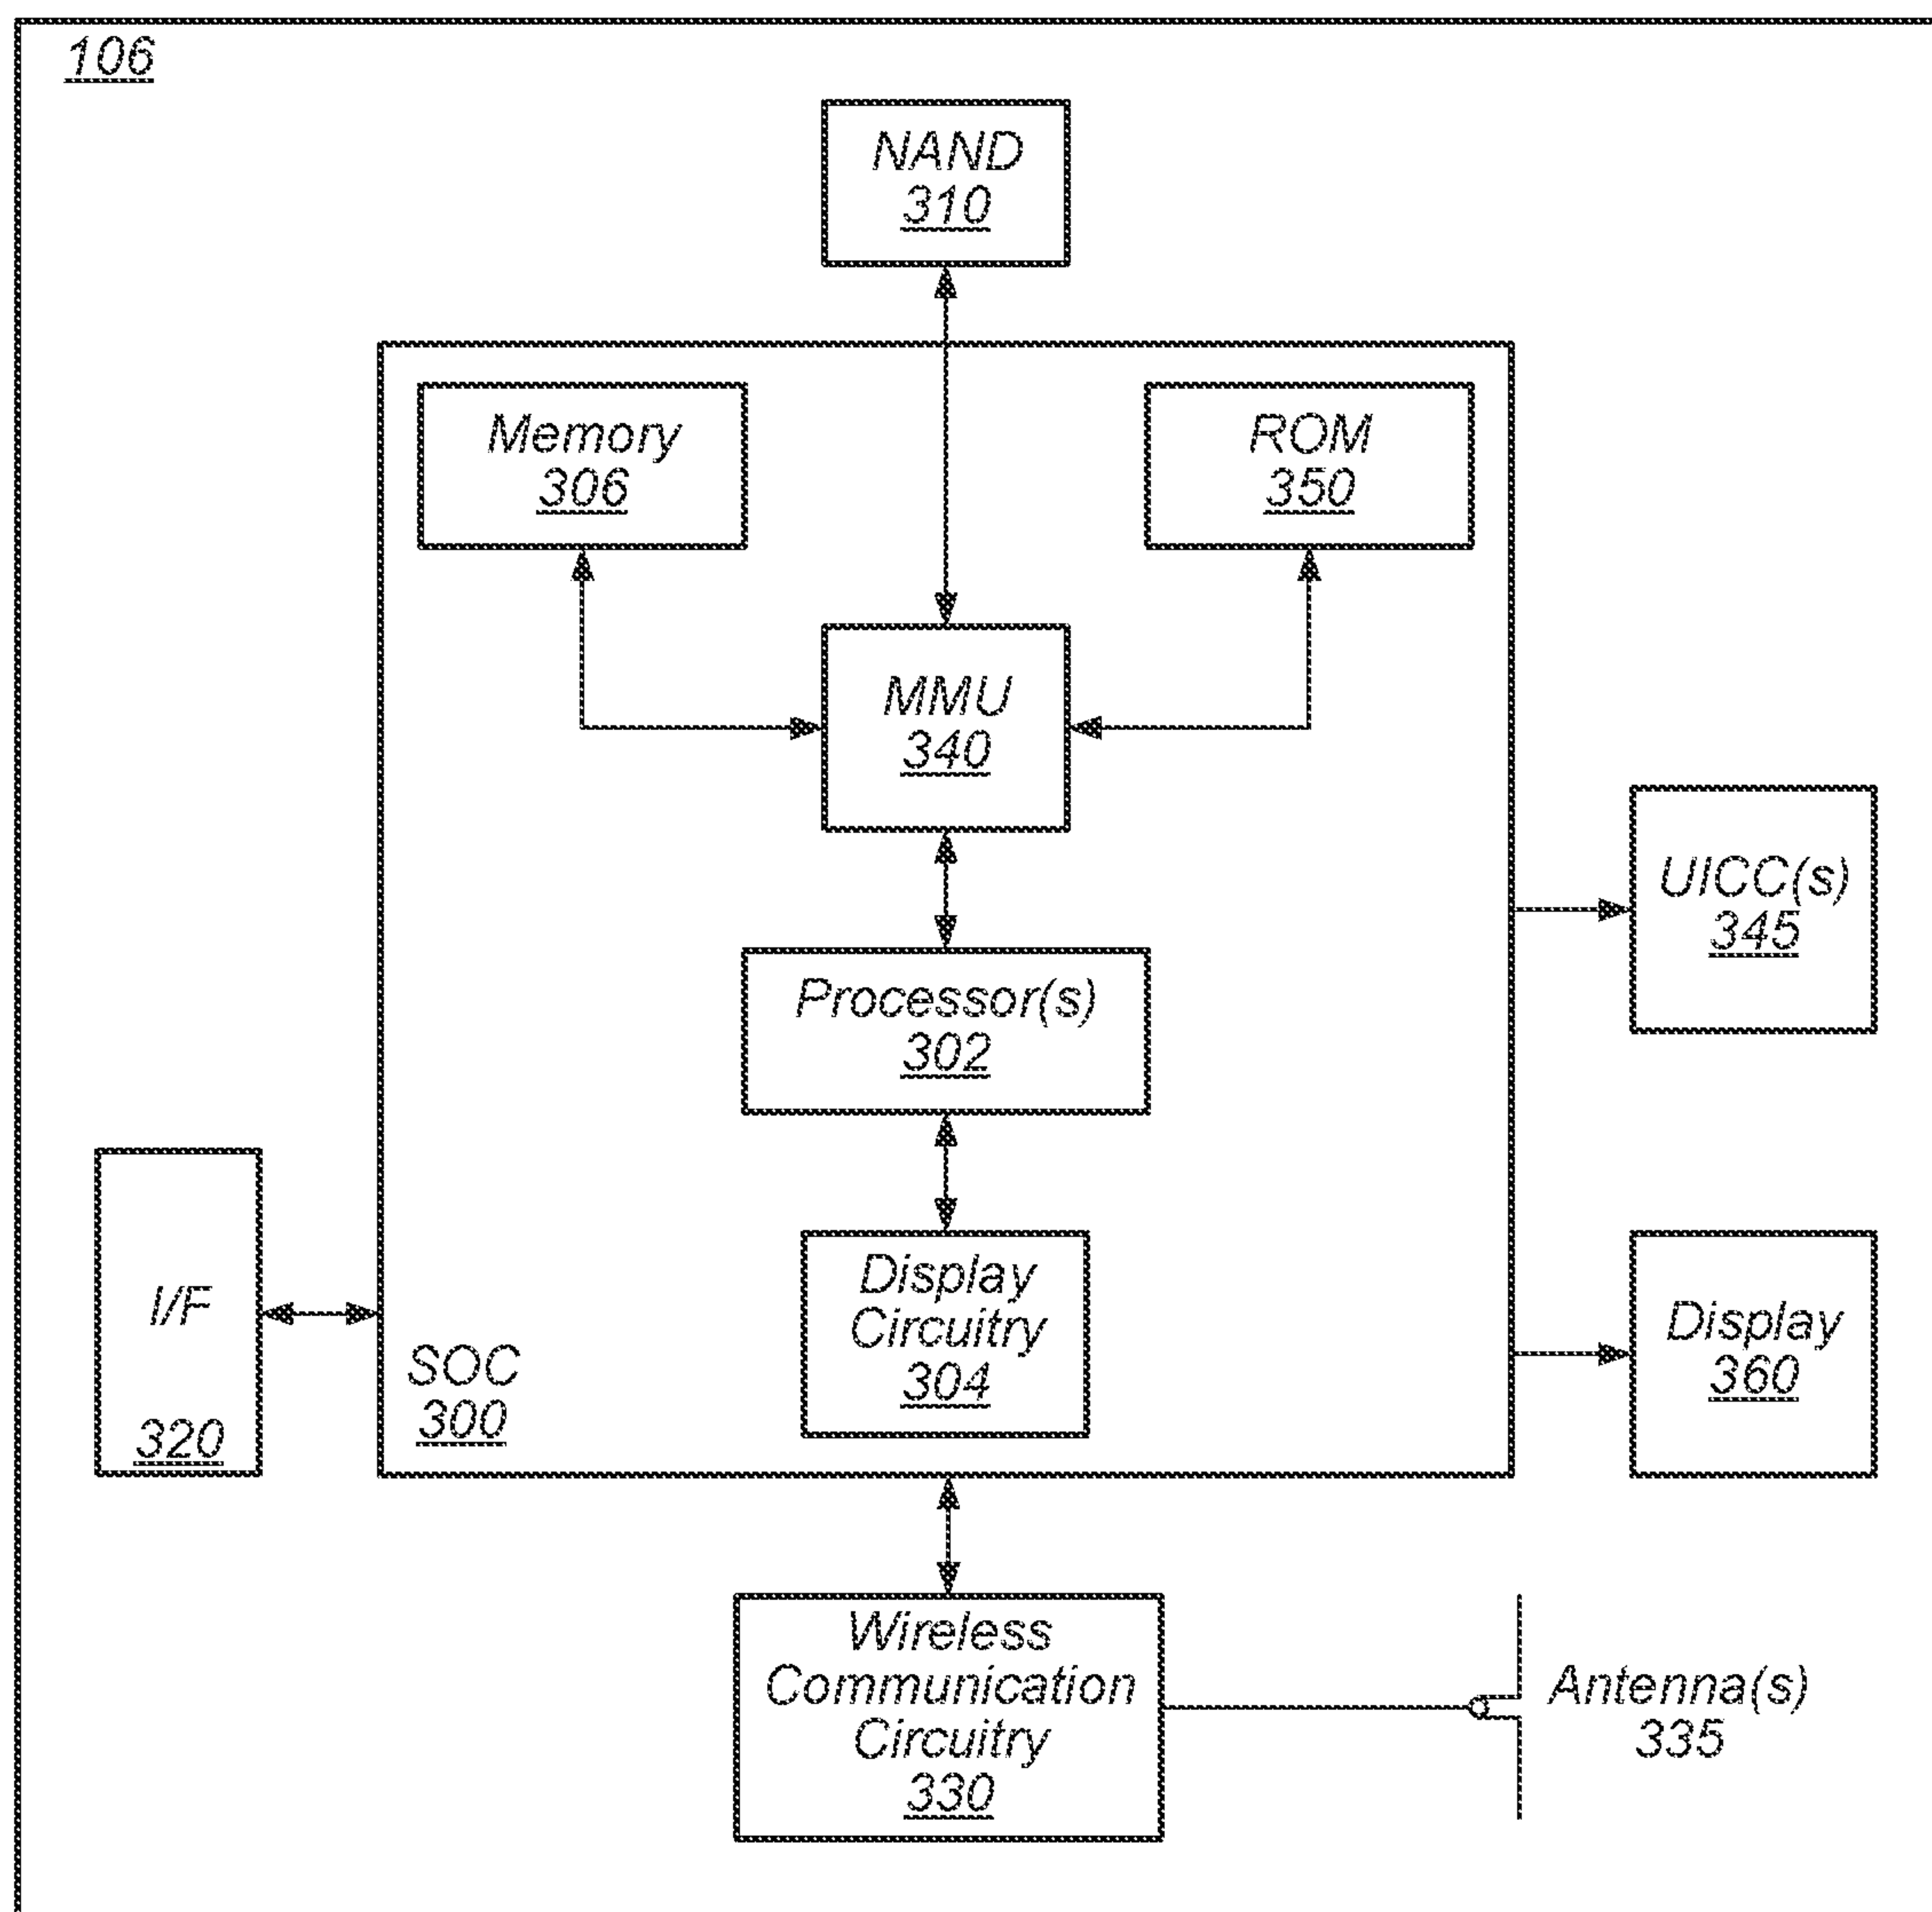 106
NAND
310
Memory
306
ROM
350
MMU
340
UICC(s)
345
Processor(s)
302
I/F
320
SOC
300
Display
Circuitry
304
Display
360
Wireless
Communication
Circuitry
330
Antenna(s)
335